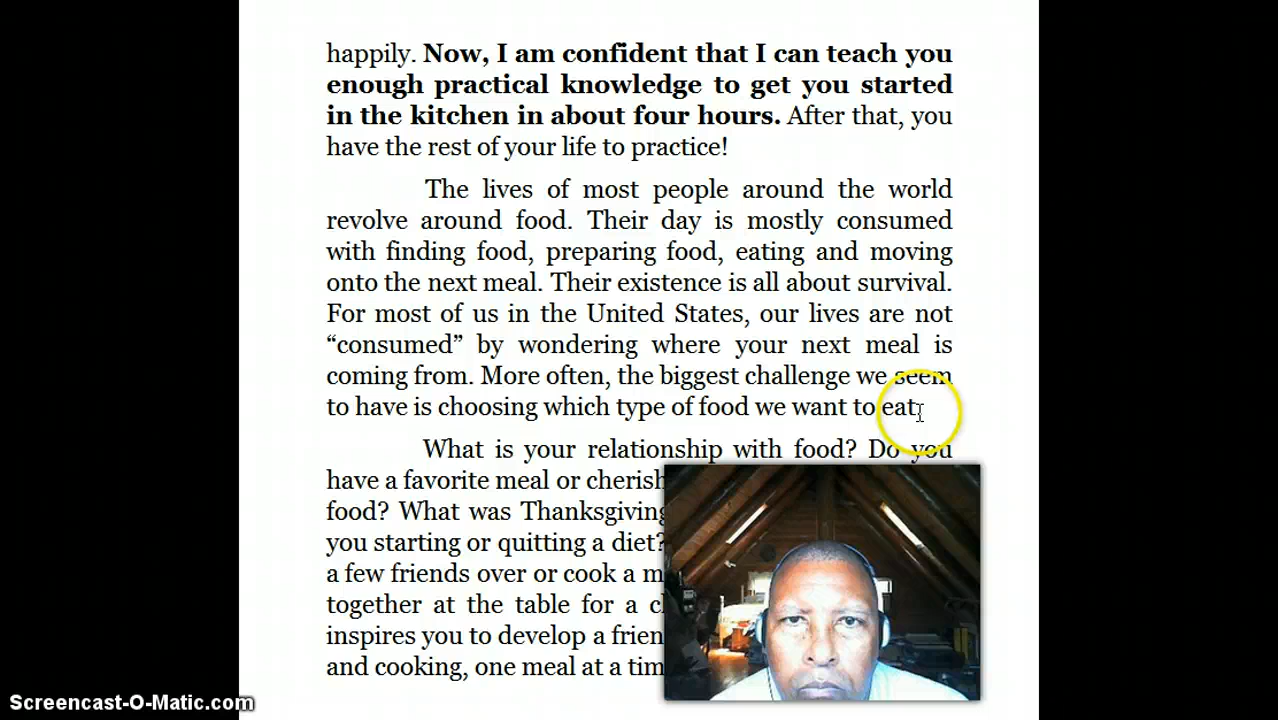 happily. Now, I am confident that I can teach you
enough practical knowledge to get you started
in the kitchen in about four hours. After that, you
have the rest of your life to practice!
The lives of most people around the world
revolve around food. Their day is mostly consumed
with finding food, preparing food, eating and moving
onto the next meal. Their existence is all about survival.
For most of us in the United States, our lives are not
“consumed” by wondering where your next meal is
coming from. More often, the biggest challenge we seem
to have is choosing which type of food we want to eat.
What is your relationship with food? Do you
have a favorite meal or
food? What was Thanksgiving
you starting or quitting a diet?
a few friends over or cook a
together at the table for a
inspires you to develop a
and cooking, one meal at a
Screencast-O-Matic.com